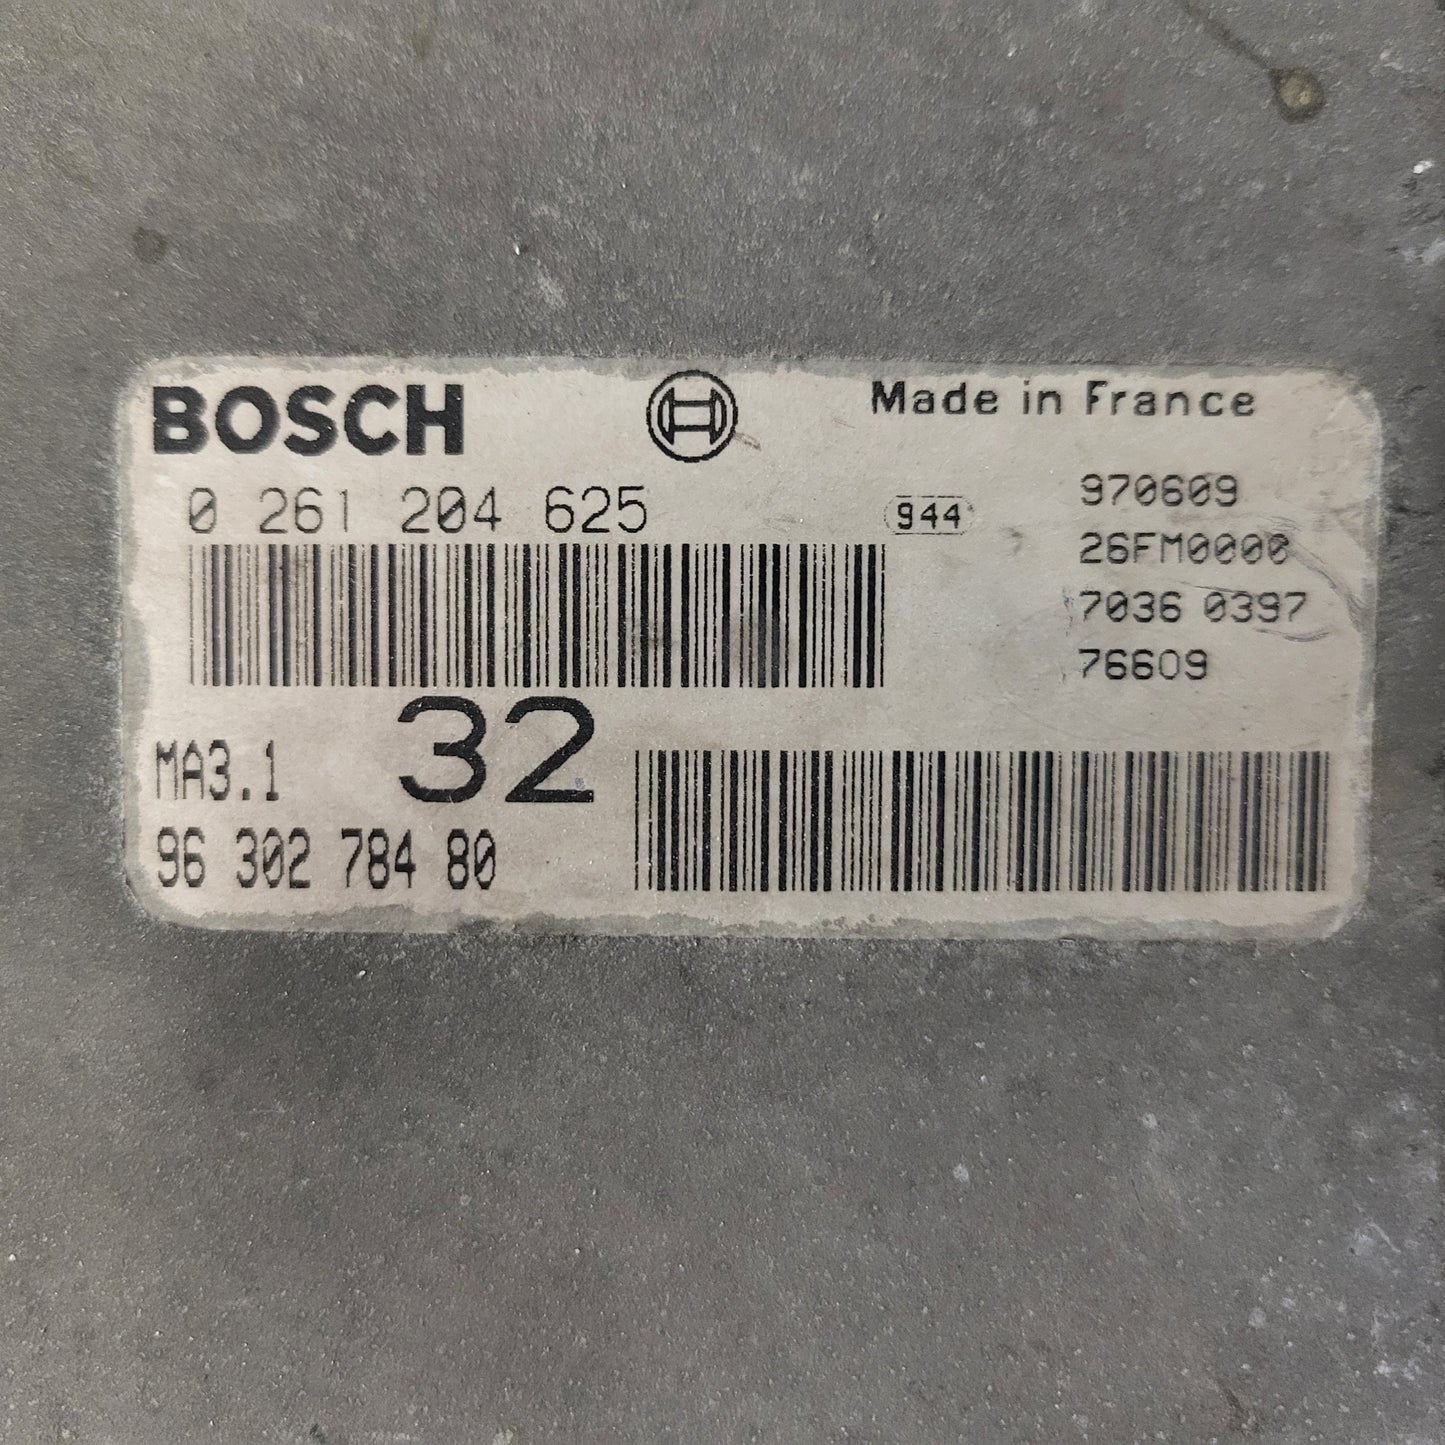 BOSCH
Made in France
0 261 204 625
944
970609
26FM0000
7036 0397
76609
32
MA3.1
96 302 784 80